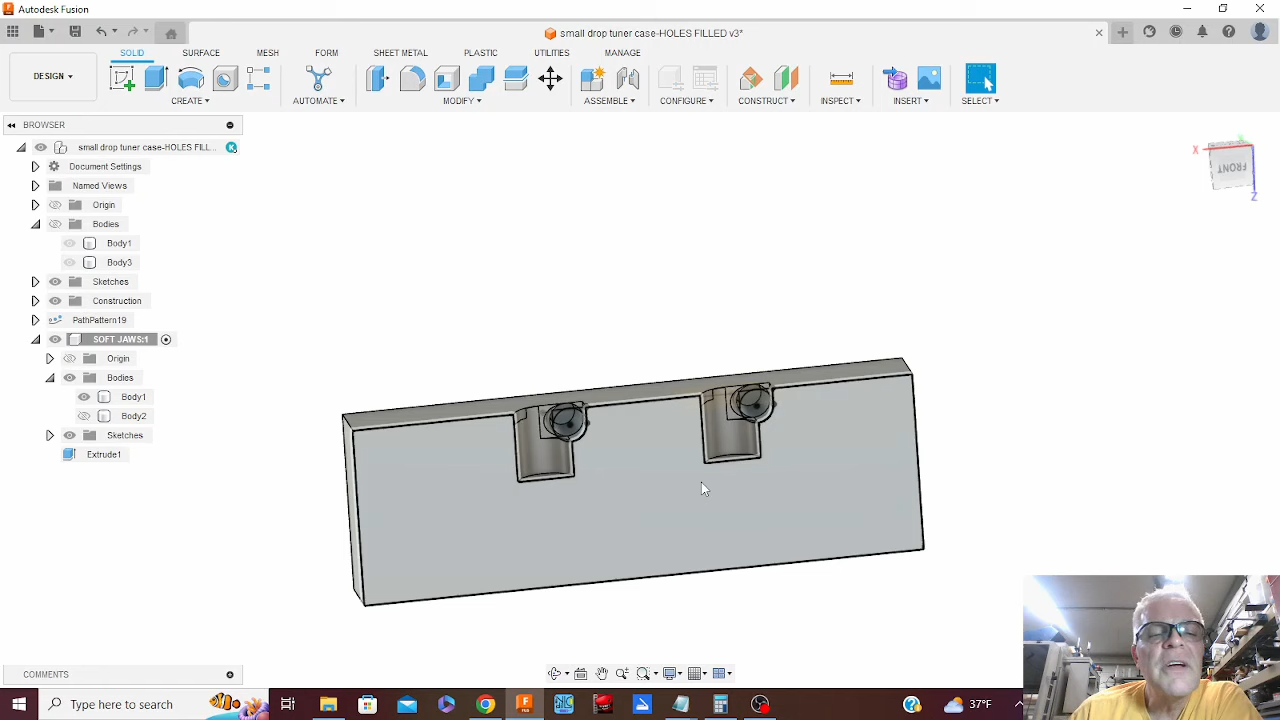 Autodesk Fusion
small drop tuner case-HOLES FILLED v3*
DESIGN
SOLID
SURFACE
MESH
FORM
SHEET METAL
PLASTIC
UTILITIES
MANAGE
CREATE
AUTOMATE
MODIFY
ASSEMBLE
CONFIGURE
CONSTRUCT
INSPECT
INSERT
SELECT
BROWSER
small drop tuner case-HOLES FILL...
K
Document Settings
Named Views
Origin
Bodies
Body1
Body3
Sketches
Construction
PathPattern19
SOFT JAWS:1
Origin
Bodies
Body1
Body2
Sketches
Extrude1
X
FRONT
Z
COMMENTS
Type here to search
37°F